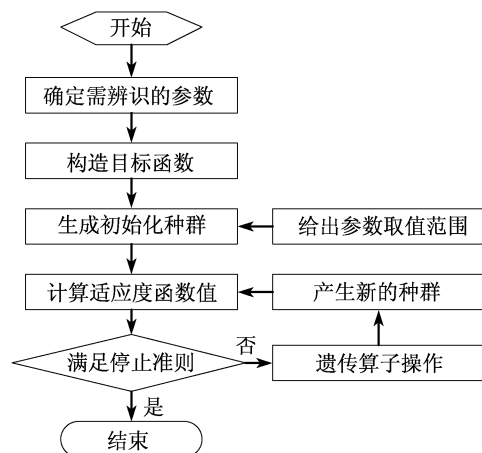 开始
确定需辨识的参数
构造目标函数
生成初始化种群
给出参数取值范围
计算适应度函数值
产生新的种群
满足停止准则
否
遗传算子操作
是
结束